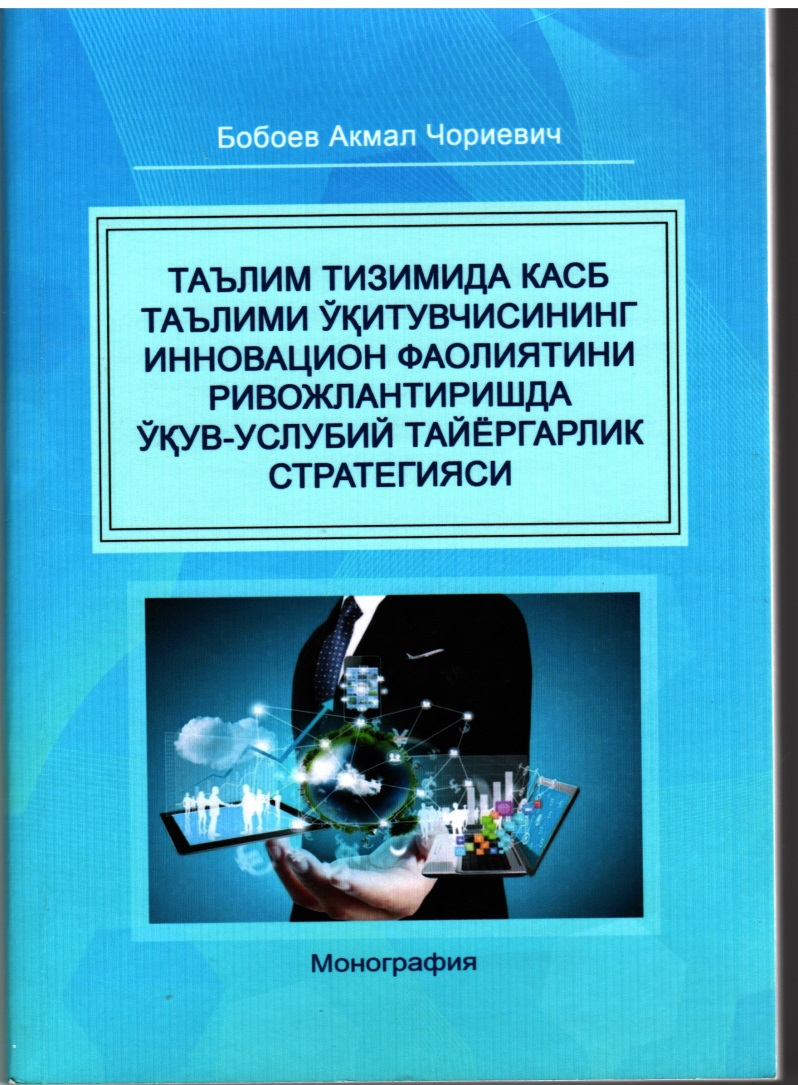 Бобоев Акмал Чориевич
ТАЪЛИМ ТИЗИМИДА КАСБ
ТАЪЛИМИ ЎҚИТУВЧИСИНИНГ
ИННОВАЦИОН ФАОЛИЯТИНИ
РИВОЖЛАНТИРИШДА
ЎҚУВ-УСЛУБИЙ ТАЙЁРГАРЛИК
СТРАТЕГИЯСИ
Монография